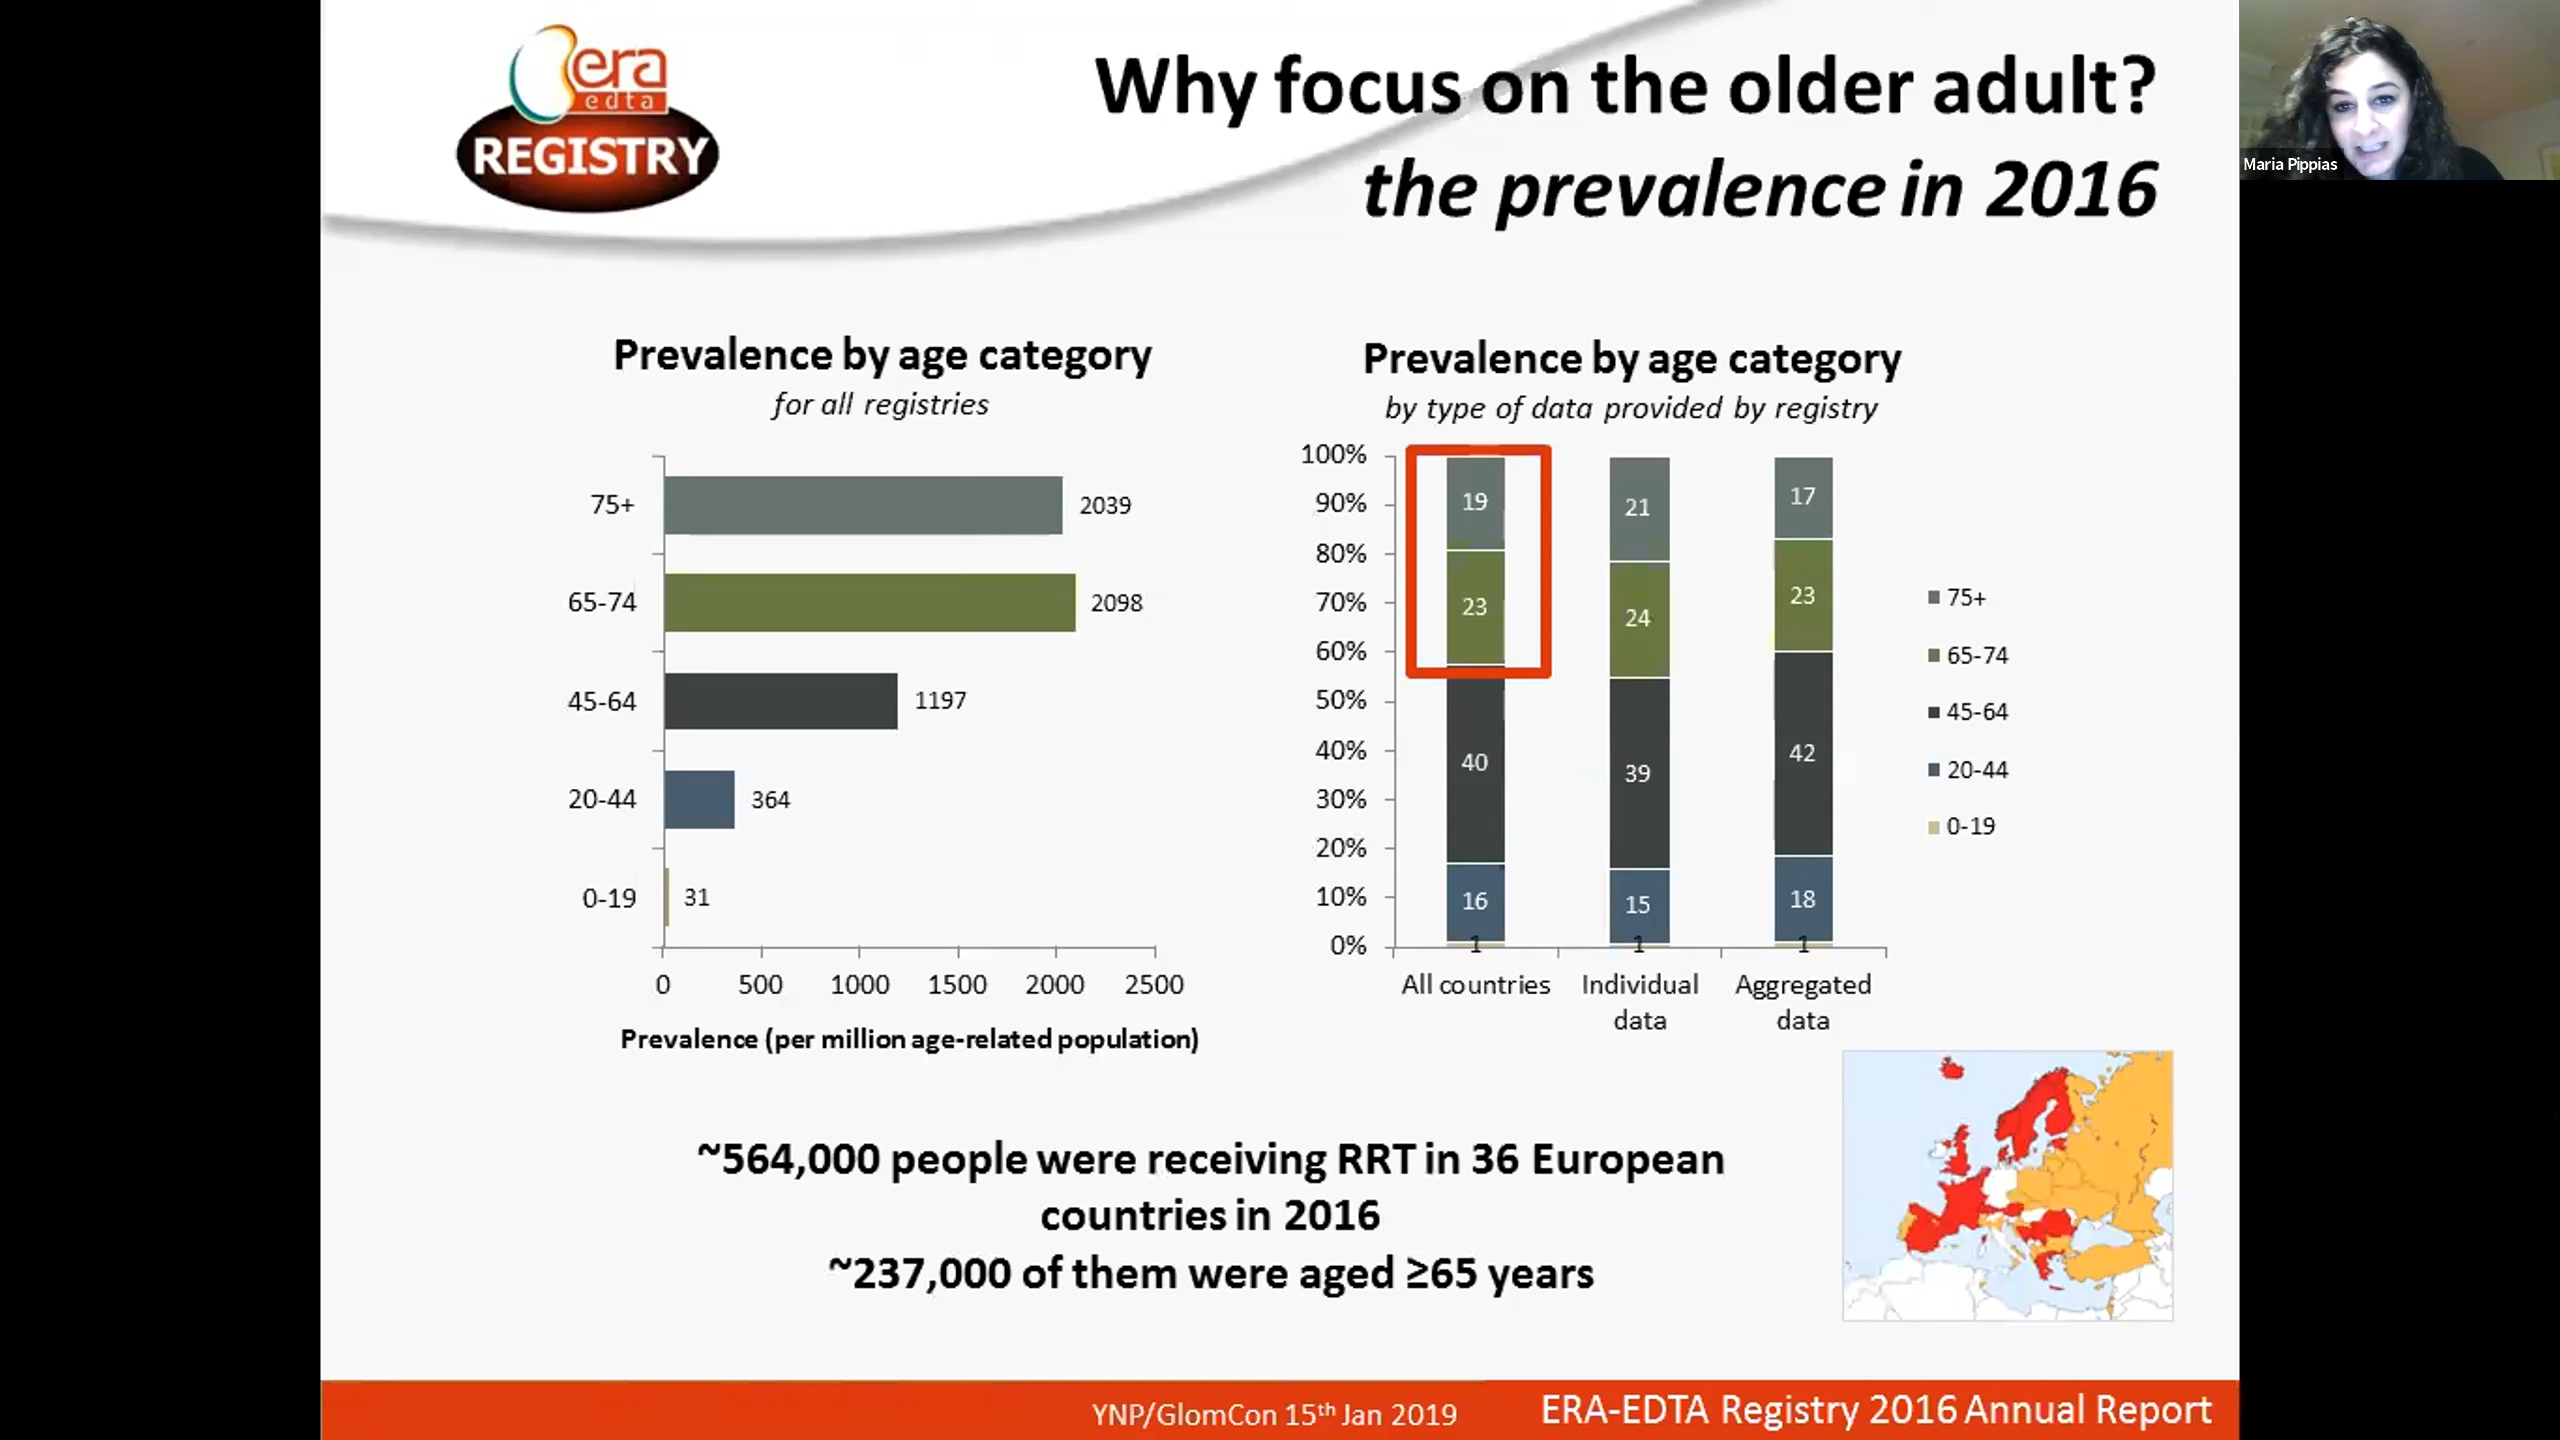 era
edta
REGISTRY
Why focus on the older adult?
the prevalence in 2016
Maria Pippias
Prevalence by age category
for all registries
75+
2039
65-74
2098
45-64
1197
20-44
364
0-19
31
0 500 1000 1500 2000 2500
Prevalence (per million age-related population)
Prevalence by age category
by type of data provided by registry
100%
90%
80%
70%
60%
50%
40%
30%
20%
10%
0%
19 21 17
23 24 23
40 39 42
16 15 18
1 1 1
All countries
Individual
data
Aggregated
data
75+
65-74
45-64
20-44
0-19
~564,000 people were receiving RRT in 36 European
countries in 2016
~237,000 of them were aged ≥65 years
YNP/GlomCon 15th Jan 2019
ERA-EDTA Registry 2016 Annual Report